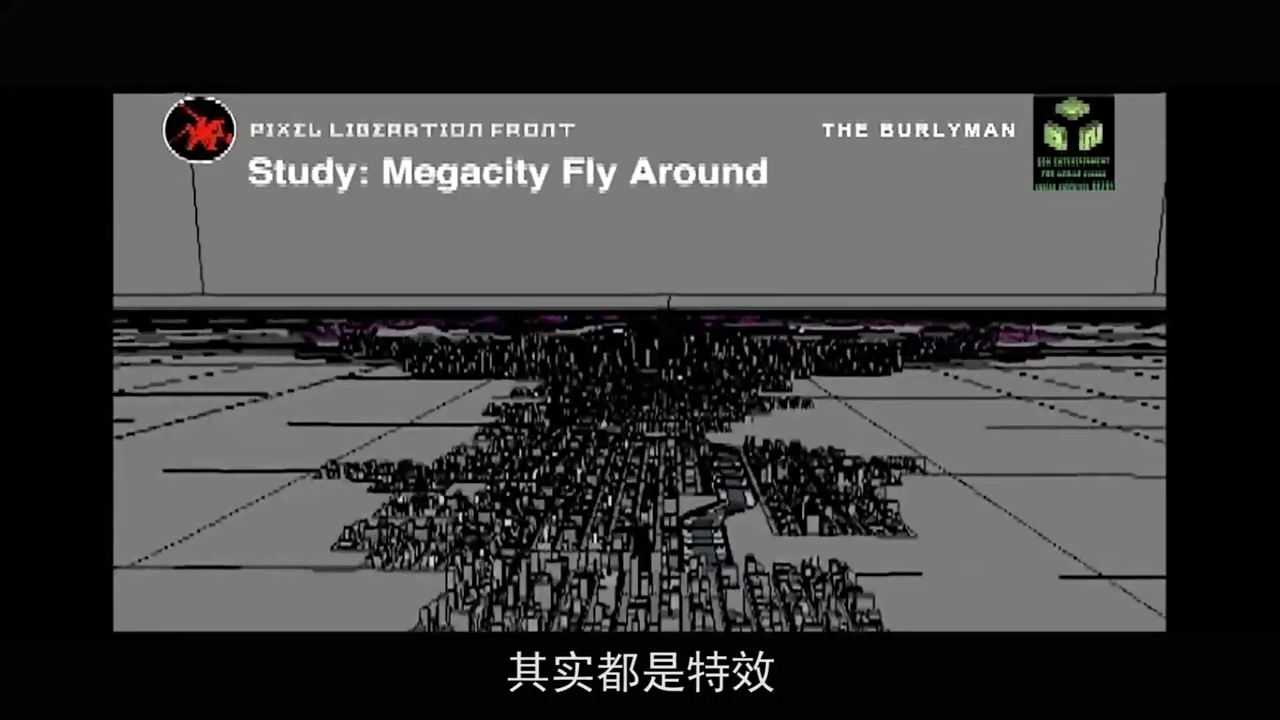 PIXEL LIBERATION FRONT
THE BURLYMAN
Study: Megacity Fly Around
其实都是特效